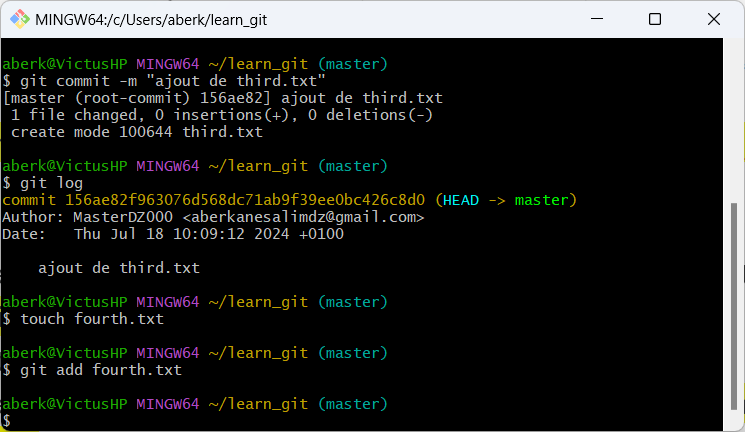 MINGW64:/c/Users/aberk/learn_git
aberk@VictusHP MINGW64 ~/learn_git (master)
$ git commit -m "ajout de third.txt"
[master (root-commit) 156ae82] ajout de third.txt
 1 file changed, 0 insertions(+), 0 deletions(-)
 create mode 100644 third.txt
aberk@VictusHP MINGW64 ~/learn_git (master)
$ git log
commit 156ae82f963076d568dc71ab9f39ee0bc426c8d0 (HEAD -> master)
Author: MasterDZ000 <aberkanesalimdz@gmail.com>
Date:   Thu Jul 18 10:09:12 2024 +0100
    ajout de third.txt
aberk@VictusHP MINGW64 ~/learn_git (master)
$ touch fourth.txt
aberk@VictusHP MINGW64 ~/learn_git (master)
$ git add fourth.txt
aberk@VictusHP MINGW64 ~/learn_git (master)
$